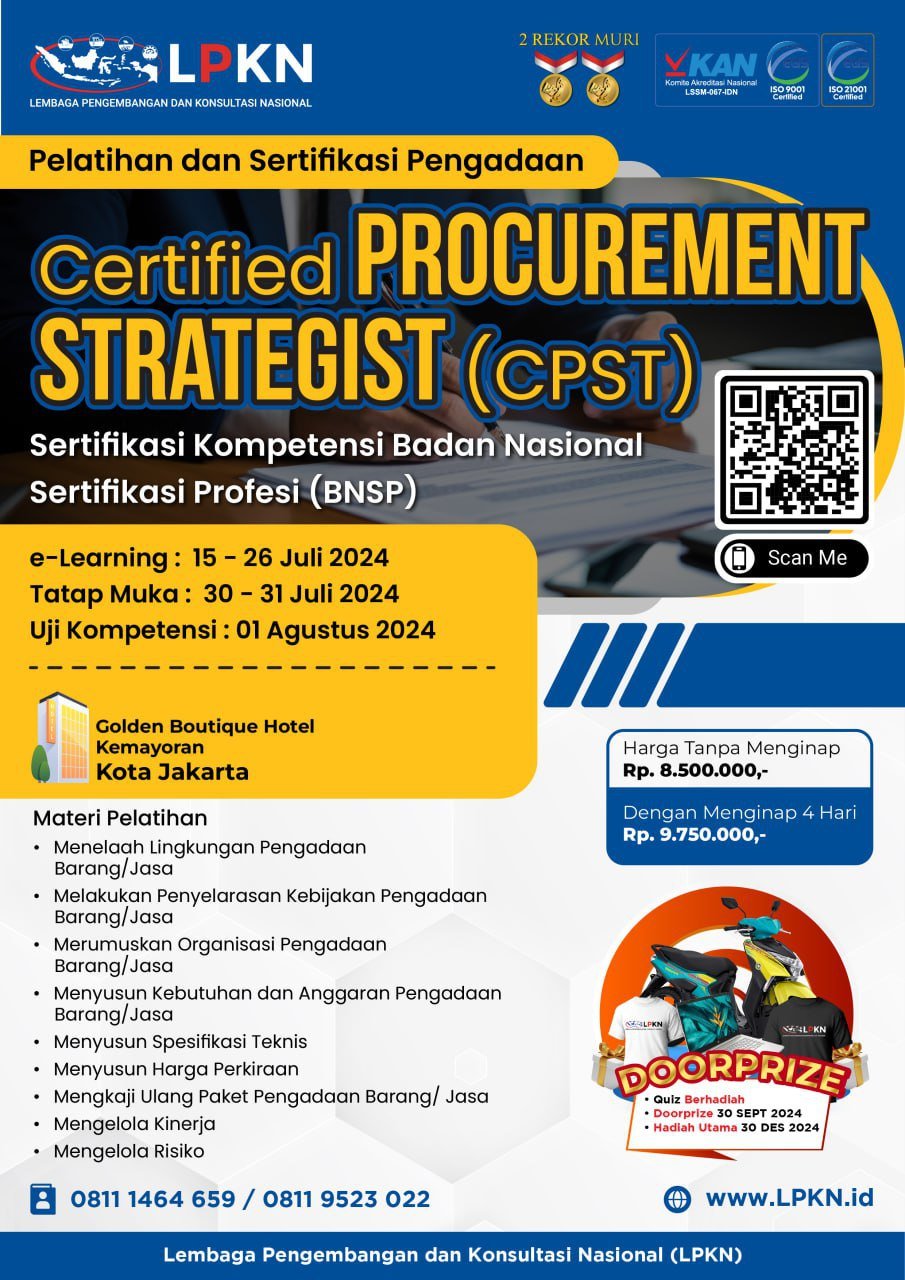 LPKN
LEMBAGA PENGEMBANGAN DAN KONSULTASI NASIONAL
2 REKOR MURI
KAN
Komite Akreditasi Nasional
LSSM-067-IDN
ISO 9001
Certified
ISO 21001
Certified
Pelatihan dan Sertifikasi Pengadaan
Certified PROCUREMENT
STRATEGIST (CPST)
Sertifikasi Kompetensi Badan Nasional
Sertifikasi Profesi (BNSP)
Scan Me
e-Learning : 15 - 26 Juli 2024
Tatap Muka : 30 - 31 Juli 2024
Uji Kompetensi : 01 Agustus 2024
Golden Boutique Hotel
Kemayoran
Kota Jakarta
Harga Tanpa Menginap
Rp. 8.500.000,-
Dengan Menginap 4 Hari
Rp. 9.750.000,-
Materi Pelatihan
• Menelaah Lingkungan Pengadaan
Barang/Jasa
• Melakukan Penyelarasan Kebijakan Pengadaan
Barang/Jasa
• Merumuskan Organisasi Pengadaan
Barang/Jasa
• Menyusun Kebutuhan dan Anggaran Pengadaan
Barang/Jasa
• Menyusun Spesifikasi Teknis
• Menyusun Harga Perkiraan
• Mengkaji Ulang Paket Pengadaan Barang/ Jasa
• Mengelola Kinerja
• Mengelola Risiko
LPKN
LPKN
DOORPRIZE
• Quiz Berhadiah
• Doorprize 30 SEPT 2024
• Hadiah Utama 30 DES 2024
0811 1464 659 / 0811 9523 022
www.LPKN.id
Lembaga Pengembangan dan Konsultasi Nasional (LPKN)